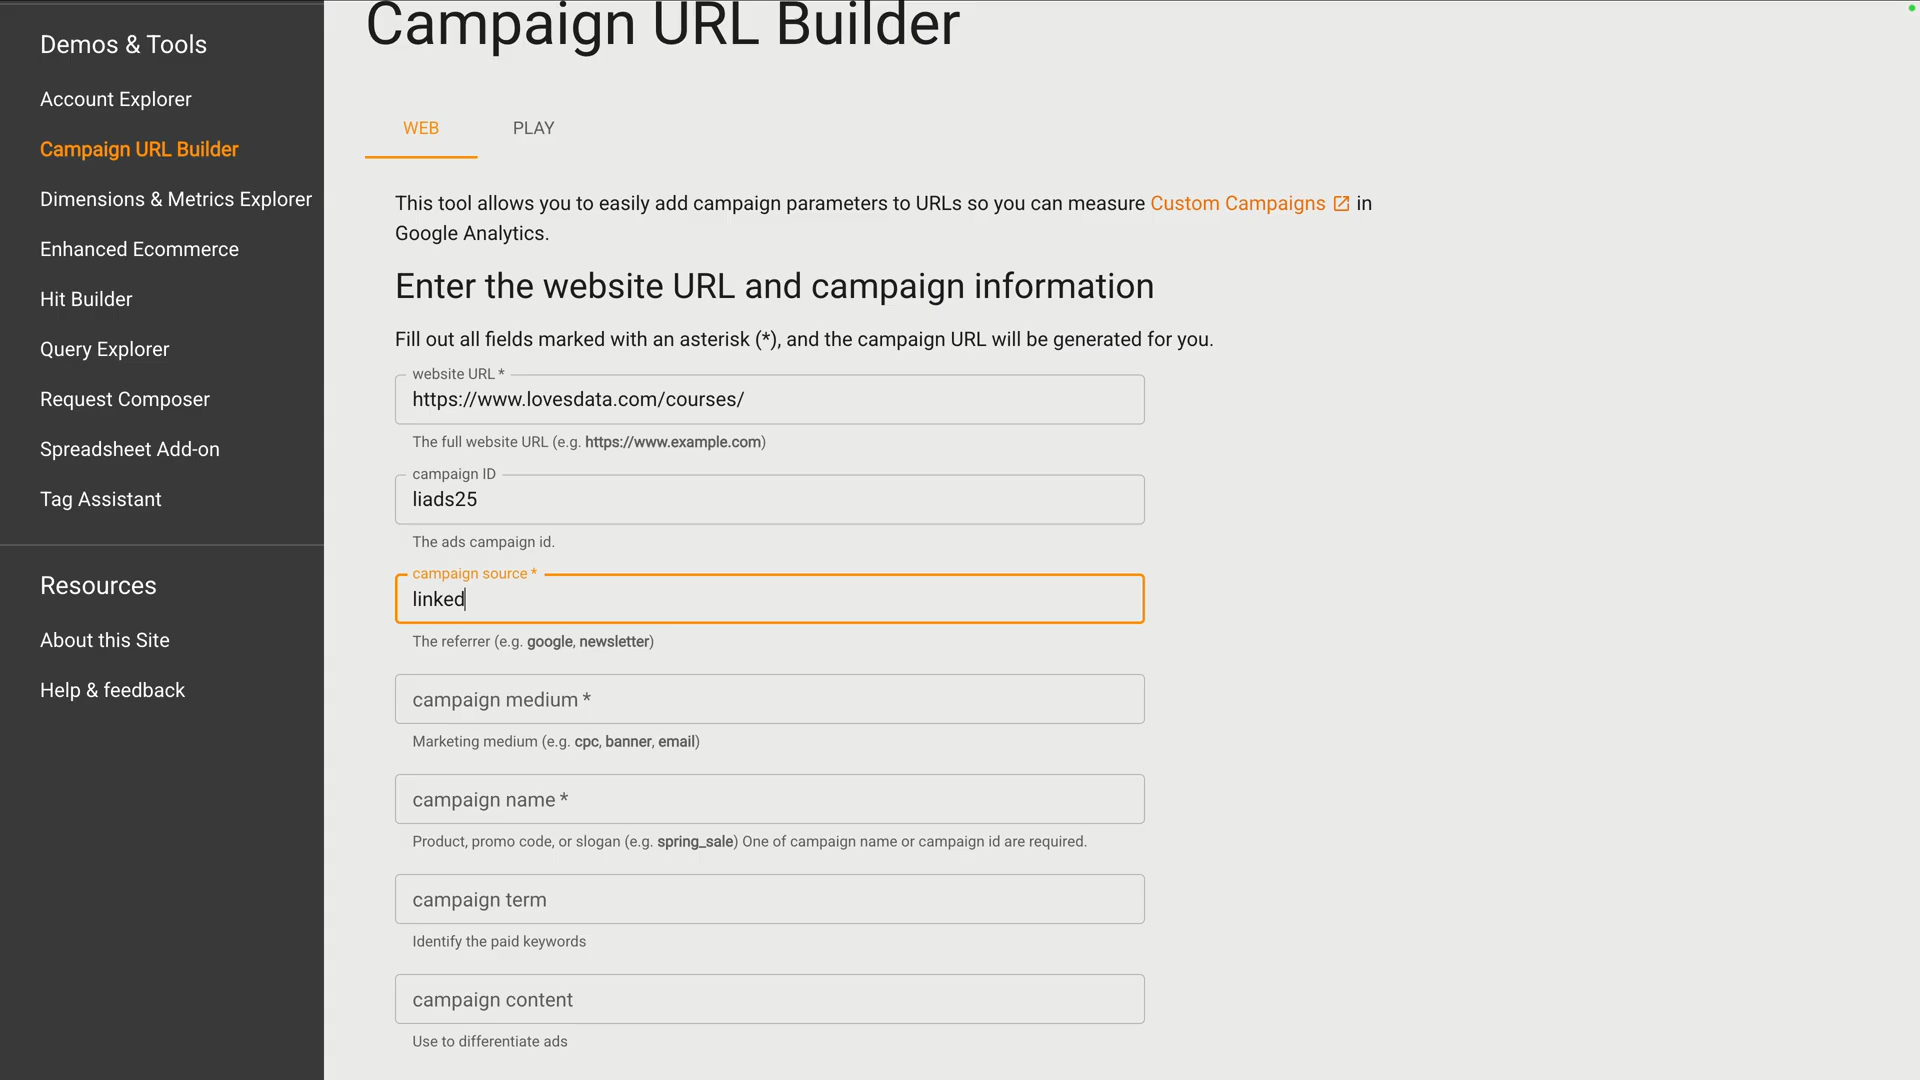 Demos & Tools
Account Explorer
Campaign URL Builder
Dimensions & Metrics Explorer
Enhanced Ecommerce
Hit Builder
Query Explorer
Request Composer
Spreadsheet Add-on
Tag Assistant
Resources
About this Site
Help & feedback
Campaign URL Builder
WEB PLAY
This tool allows you to easily add campaign parameters to URLs so you can measure Custom Campaigns in
Google Analytics.
Enter the website URL and campaign information
Fill out all fields marked with an asterisk (*), and the campaign URL will be generated for you.
website URL *
https://www.lovesdata.com/courses/
The full website URL (e.g. https://www.example.com)
campaign ID
liads25
The ads campaign id.
campaign source *
linked
The referrer (e.g. google, newsletter)
campaign medium *
Marketing medium (e.g. cpc, banner, email)
campaign name *
Product, promo code, or slogan (e.g. spring_sale) One of campaign name or campaign id are required.
campaign term
Identify the paid keywords
campaign content
Use to differentiate ads